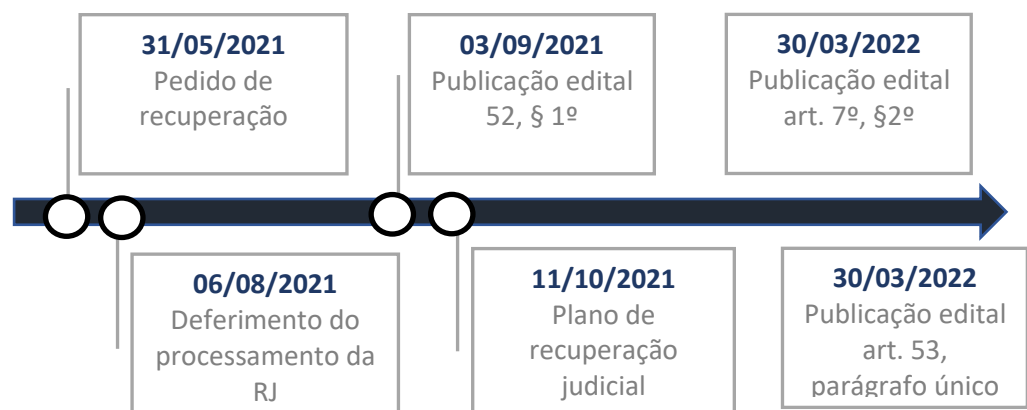 31/05/2021
Pedido de
recuperação
03/09/2021
Publicação edital
52, § 1º
30/03/2022
Publicação edital
art. 7º, §2º
06/08/2021
Deferimento do
processamento da
RJ
11/10/2021
Plano de
recuperação
judicial
30/03/2022
Publicação edital
art. 53,
parágrafo único